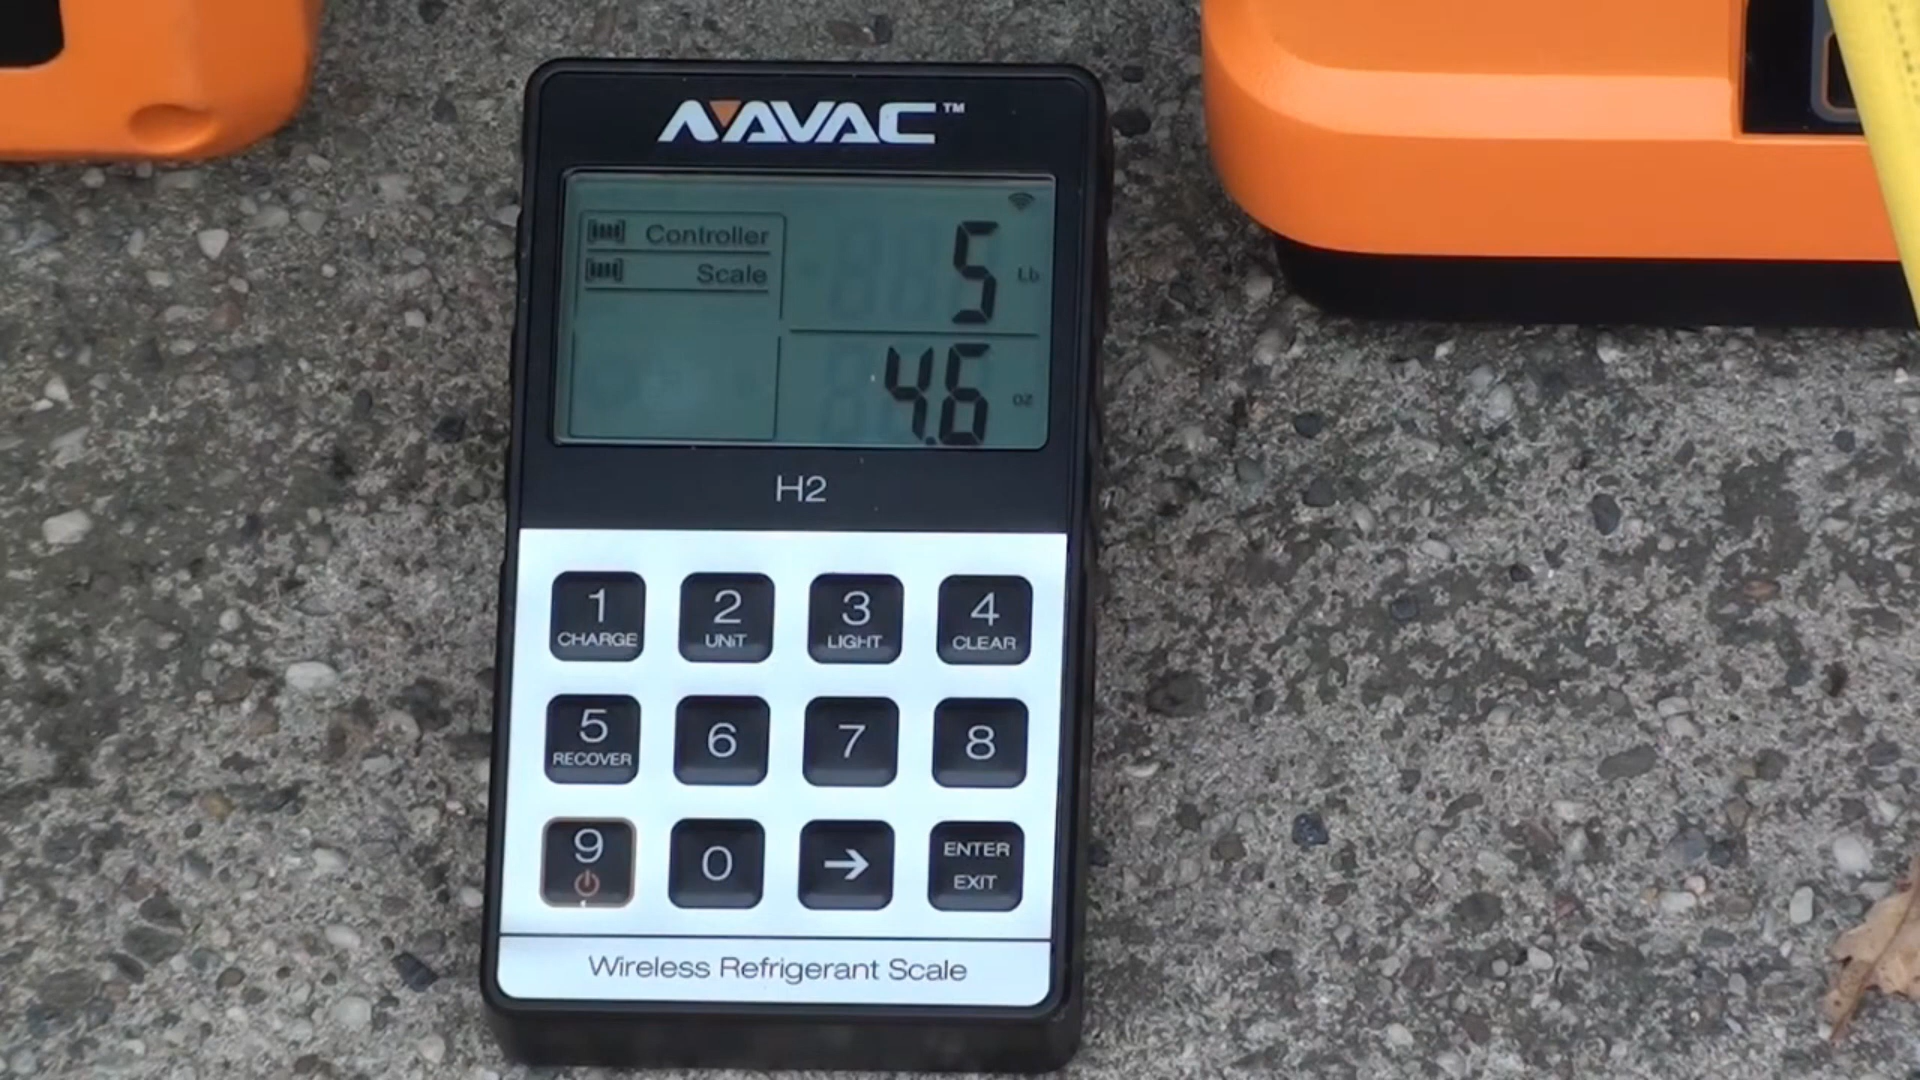 NAVAC™
Controller
Scale
5 Lb
4.6 oz
H2
1 2 3 4
CHARGE UNIT LIGHT CLEAR
5 6 7 8
RECOVER
9 0 → ENTER
EXIT
Wireless Refrigerant Scale